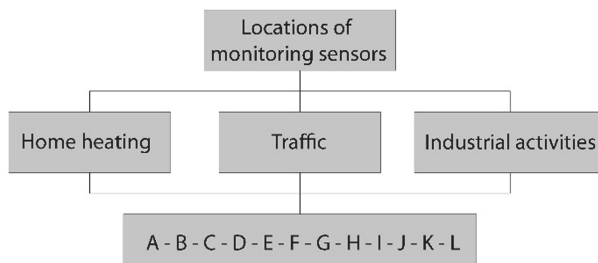 Locations of
monitoring sensors
Home heating
Traffic
Industrial activities
A - B - C - D - E - F - G - H - I - J - K - L